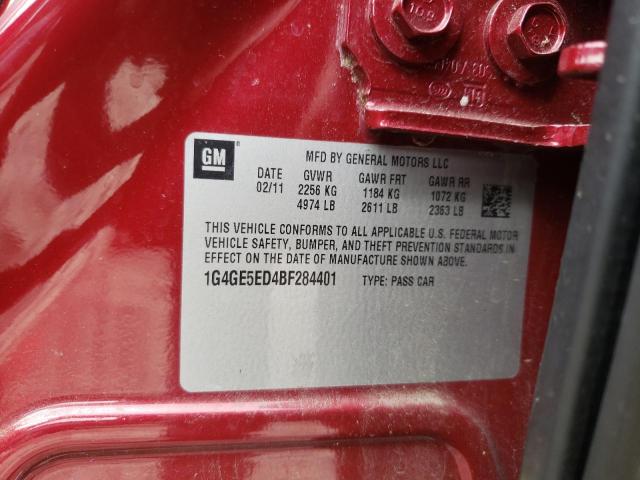 10.9
GM
MFD BY GENERAL MOTORS LLC
DATE GVWR GAWR FRT GAWR RR
02/11 2256 KG 1184 KG 1072 KG
4974 LB 2611 LB 2363 LB
THIS VEHICLE CONFORMS TO ALL APPLICABLE U.S. FEDERAL MOTOR
VEHICLE SAFETY, BUMPER, AND THEFT PREVENTION STANDARDS IN
EFFECT ON THE DATE OF MANUFACTURE SHOWN ABOVE.
1G4GE5ED4BF284401 TYPE: PASS CAR